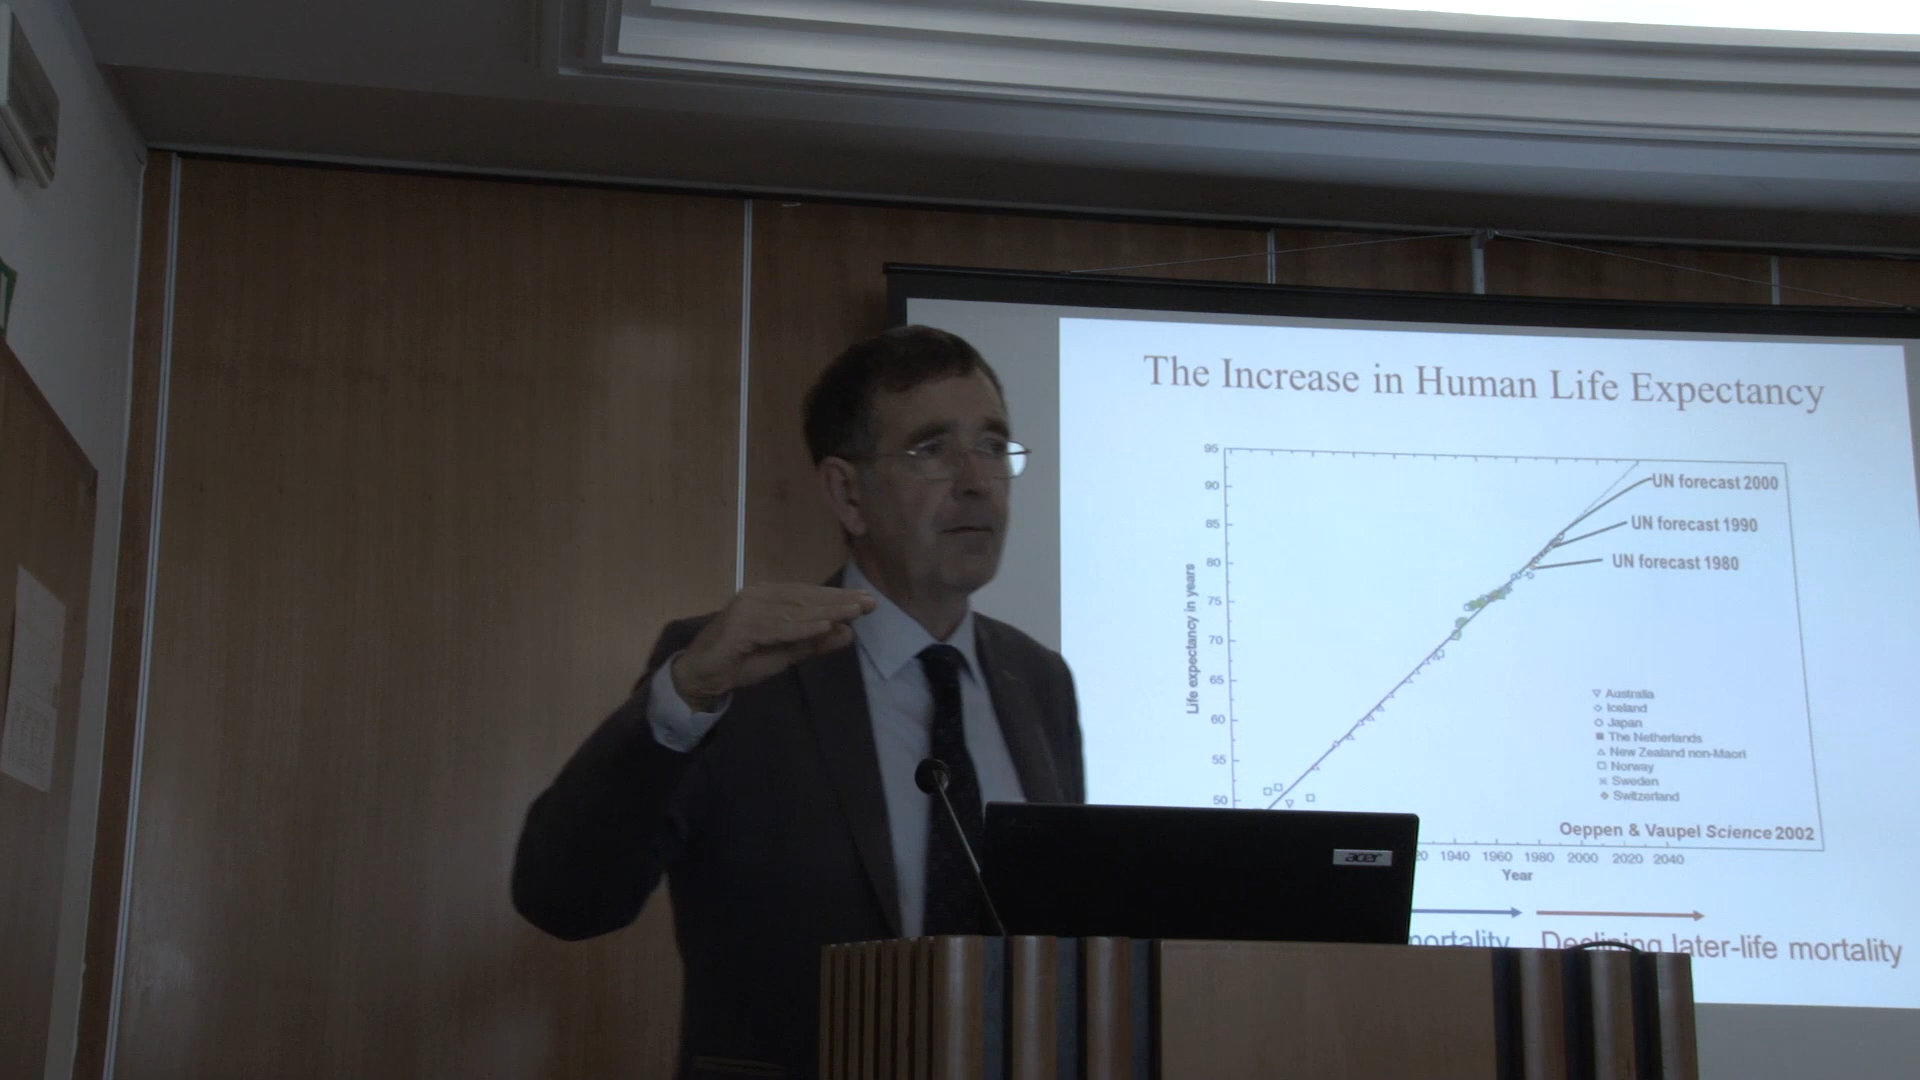 The Increase in Human Life Expectancy
95
90
85
80
75
70
65
60
55
50
Life expectancy in years
UN forecast 2000
UN forecast 1990
UN forecast 1980
Australia
Iceland
Japan
The Netherlands
New Zealand non-Maori
Norway
Sweden
Switzerland
Oeppen & Vaupel Science 2002
20 1940 1960 1980 2000 2020 2040
Year
mortality Declining later-life mortality
acer